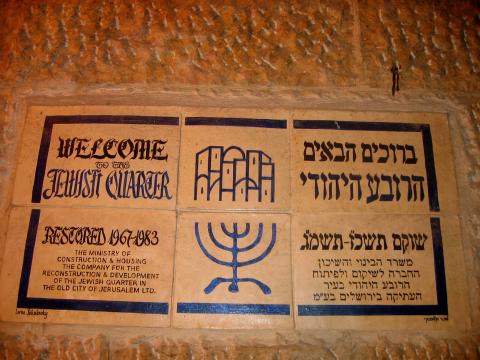 WELCOME
TO THE
JEWISH QUARTER
RESTORED 1967-1983
THE MINISTRY OF
CONSTRUCTION & HOUSING
THE COMPANY FOR THE
RECONSTRUCTION & DEVELOPMENT
OF THE JEWISH QUARTER IN
THE OLD CITY OF JERUSALEM LTD.
ברוכים הבאים
הרובע היהודי
שוקם תשכ״ז-תשמ״ג
משרד הבינוי והשיכון
החברה לשיקום ולפיתוח
הרובע היהודי בעיר
העתיקה בירושלים בע״מ